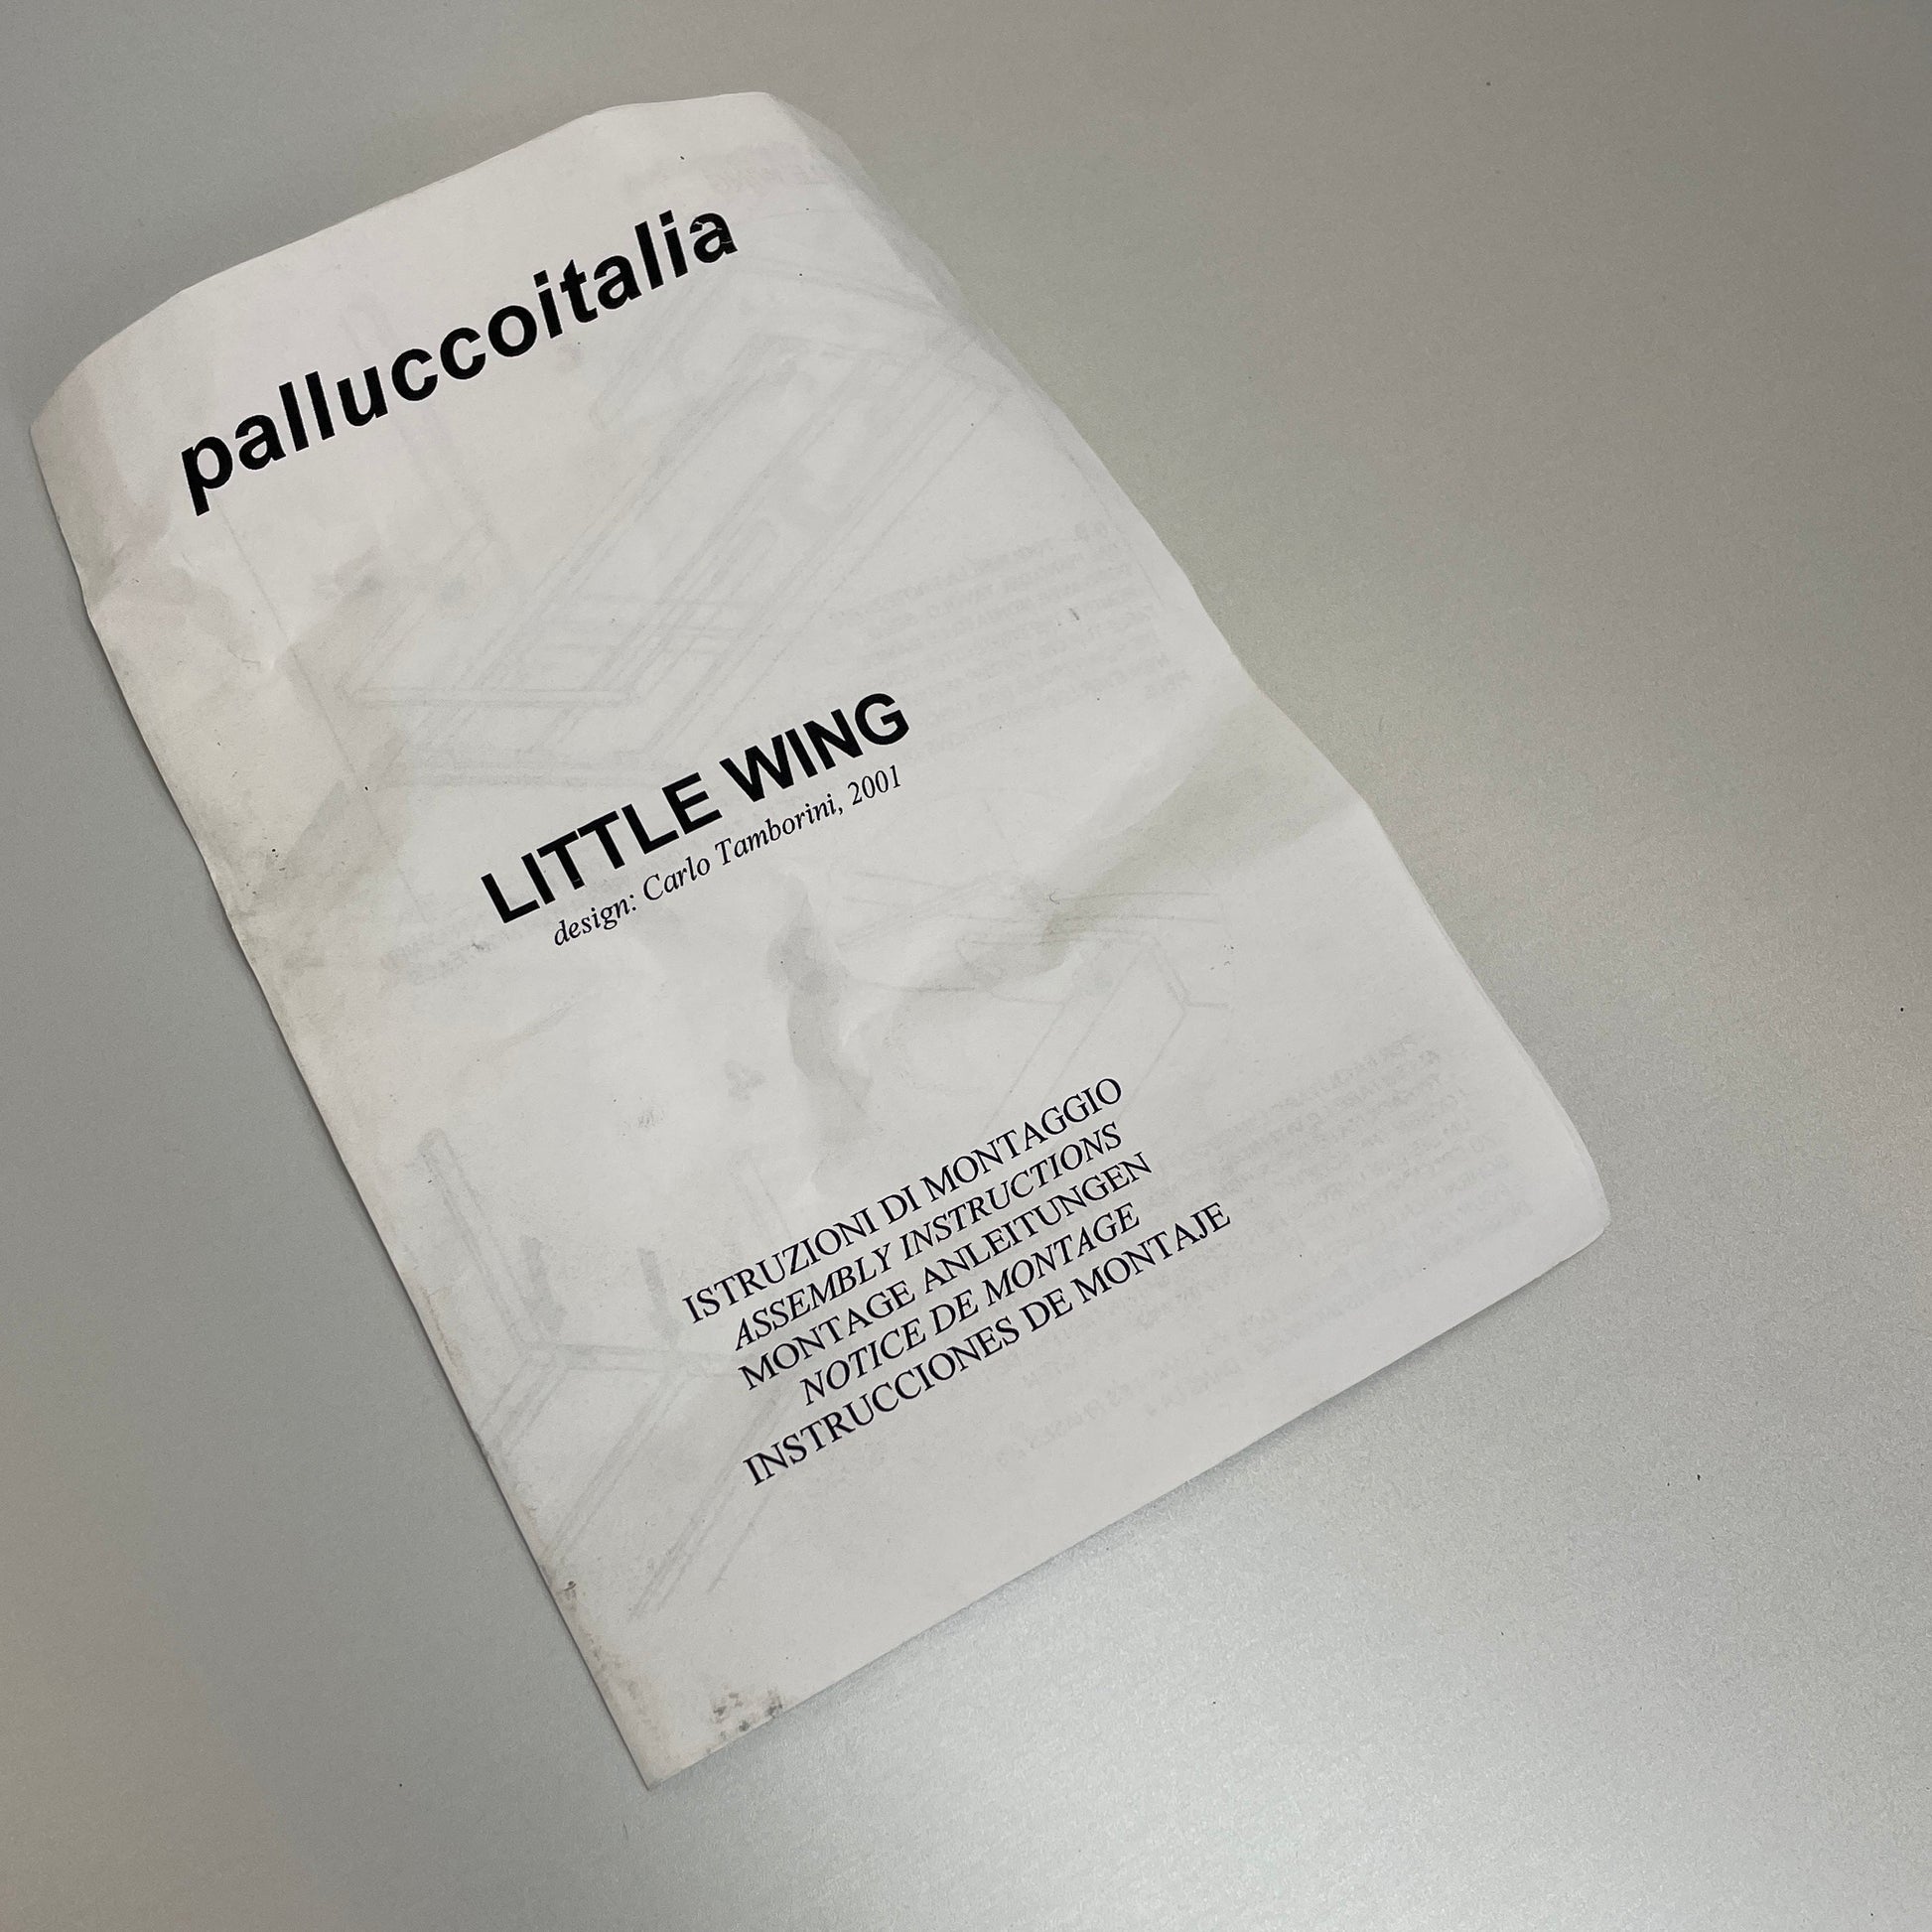 palluccoitalia
LITTLE WING
design: Carlo Tamborini, 2001
ISTRUZIONI DI MONTAGGIO
ASSEMBLY INSTRUCTIONS
MONTAGE ANLEITUNGEN
NOTICE DE MONTAGE
INSTRUCCIONES DE MONTAJE